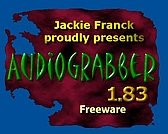 Jackie Franck
proudly presents
AUDIOGRABBER
1.83
Freeware